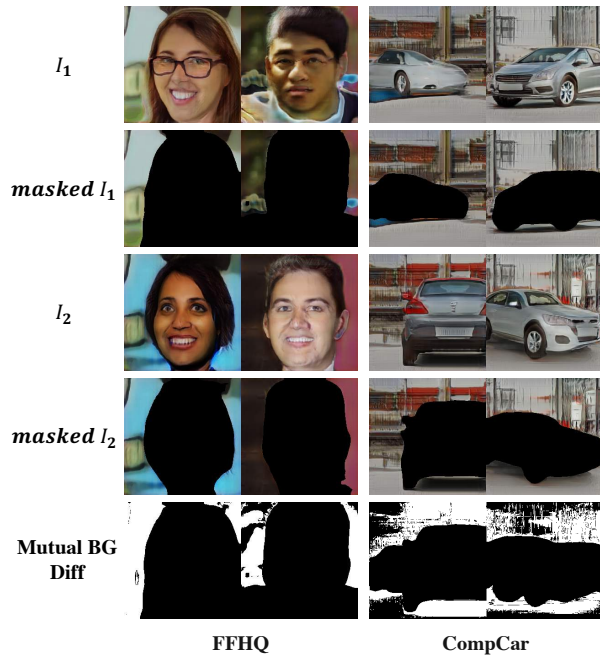 I₁
masked I₁
I₂
masked I₂
Mutual BG
Diff
FFHQ CompCar